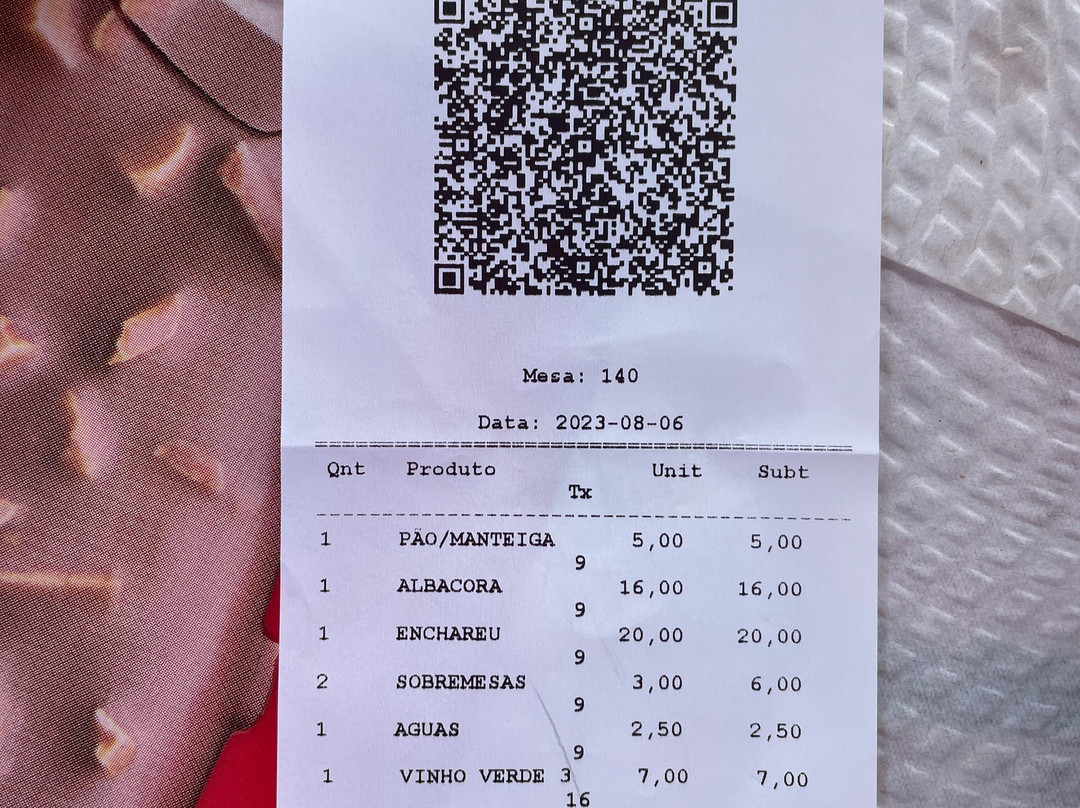 Mesa: 140
Data: 2023-08-06
Qnt Produto Unit Subt
Tx
1 PÃO/MANTEIGA 5,00 5,00
9
1 ALBACORA 16,00 16,00
9
1 ENCHAREU 20,00 20,00
9
2 SOBREMESAS 3,00 6,00
9
1 AGUAS 2,50 2,50
9
1 VINHO VERDE 3 7,00 7,00
16